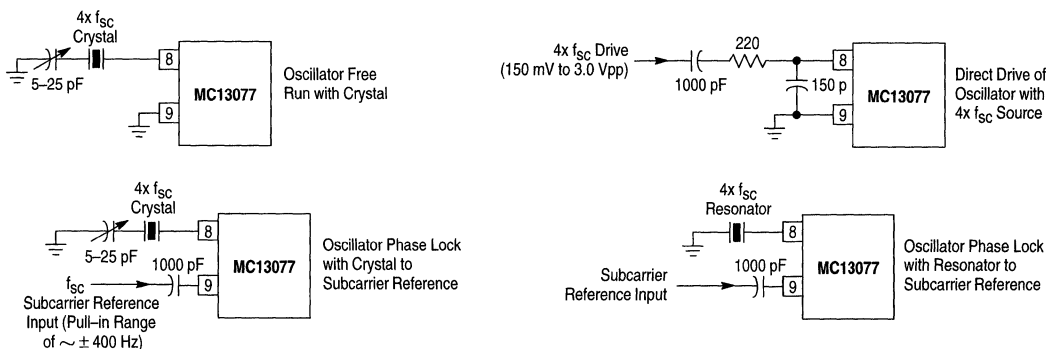 4x fSC
Crystal
5–25 pF
8
9
MC13077
Oscillator Free
Run with Crystal
4x fSC Drive
(150 mV to 3.0 Vpp)
1000 pF
220
150 p
8
9
MC13077
Direct Drive of
Oscillator with
4x fSC Source
4x fSC
Crystal
5–25 pF
8
1000 pF
9
MC13077
fSC
Subcarrier Reference
Input (Pull–in Range
of ~ ± 400 Hz)
Oscillator Phase Lock
with Crystal to
Subcarrier Reference
4x fSC
Resonator
8
1000 pF
9
MC13077
Subcarrier
Reference Input
Oscillator Phase Lock
with Resonator to
Subcarrier Reference